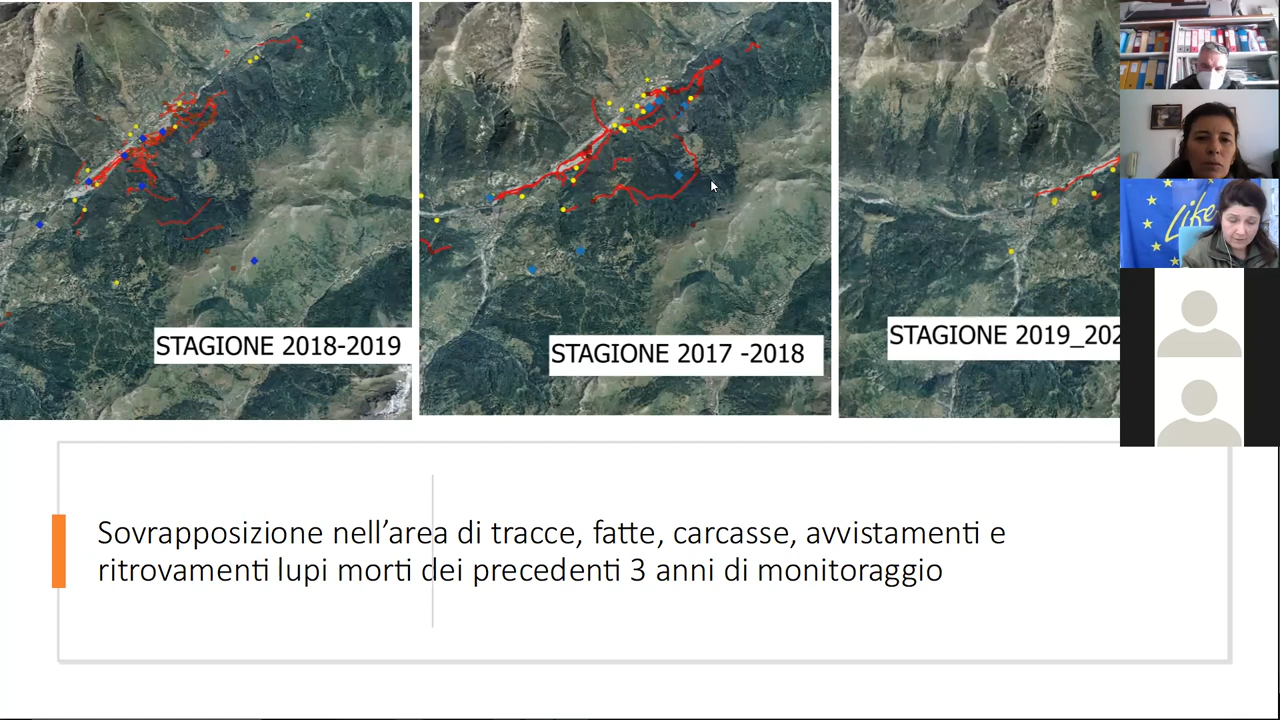 STAGIONE 2018-2019
STAGIONE 2017 -2018
STAGIONE 2019_202
Life
Sovrapposizione nell’area di tracce, fatte, carcasse, avvistamenti e
ritrovamenti lupi morti dei precedenti 3 anni di monitoraggio